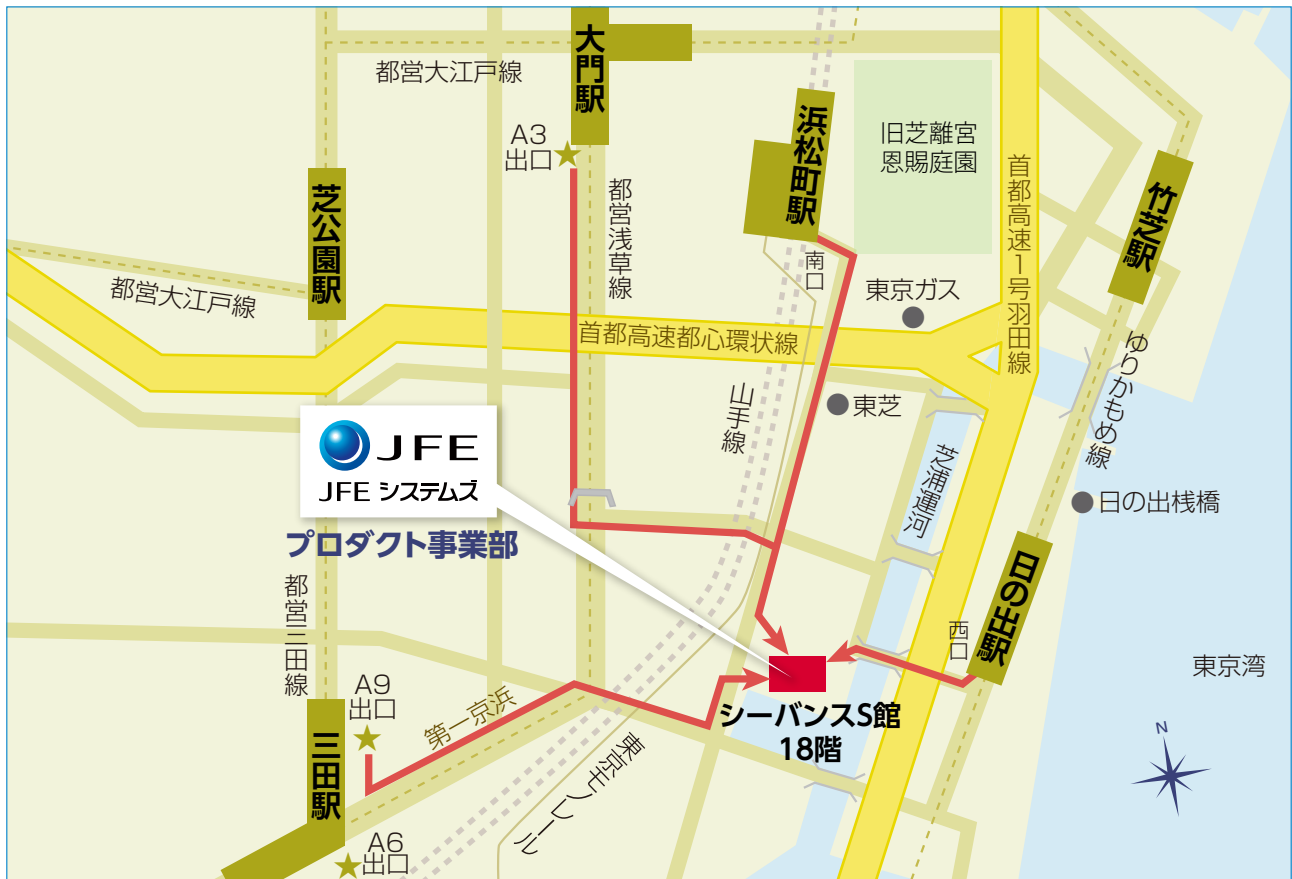 大門駅
都営大江戸線
A3
出口
浜松町駅
旧芝離宮
恩賜庭園
首都高速1号羽田線
竹芝駅
芝公園駅
都営浅草線
南口
都営大江戸線
東京ガス
首都高速都心環状線
ゆりかもめ線
山手線
東芝
JFE
JFE システムズ
プロダクト事業部
芝浦運河
日の出桟橋
都営三田線
日の出駅
西口
東京湾
A9
出口
第一京浜
シーバンスS館
18階
三田駅
東京モノレール
N
A6
出口